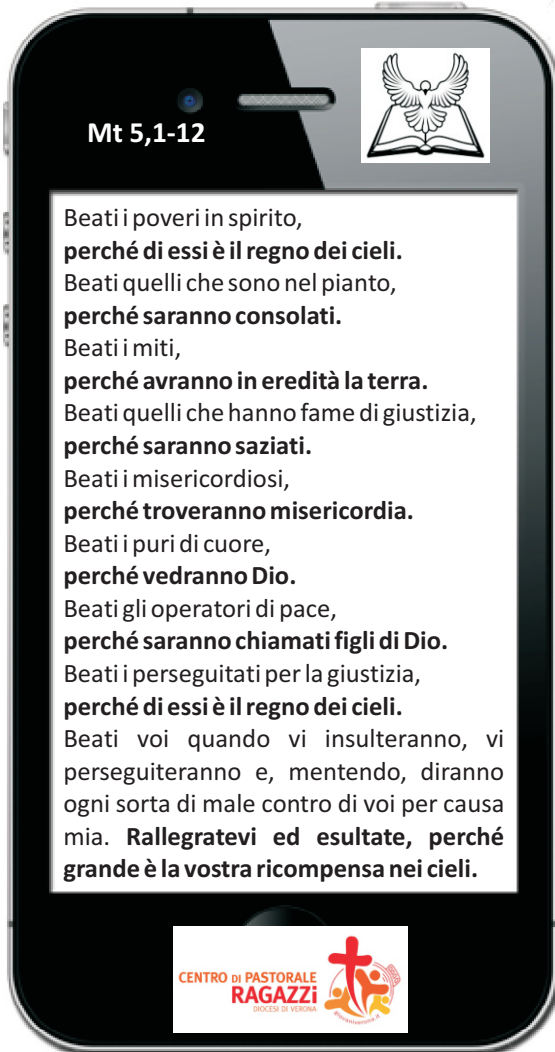 Mt 5,1-12
Beati i poveri in spirito,
perché di essi è il regno dei cieli.
Beati quelli che sono nel pianto,
perché saranno consolati.
Beati i miti,
perché avranno in eredità la terra.
Beati quelli che hanno fame di giustizia,
perché saranno saziati.
Beati i misericordiosi,
perché troveranno misericordia.
Beati i puri di cuore,
perché vedranno Dio.
Beati gli operatori di pace,
perché saranno chiamati figli di Dio.
Beati i perseguitati per la giustizia,
perché di essi è il regno dei cieli.
Beati voi quando vi insulteranno, vi
perseguiteranno e, mentendo, diranno
ogni sorta di male contro di voi per causa
mia. Rallegratevi ed esultate, perché
grande è la vostra ricompensa nei cieli.
CENTRO DI PASTORALE
RAGAZZi
DIOCESI DI VERONA